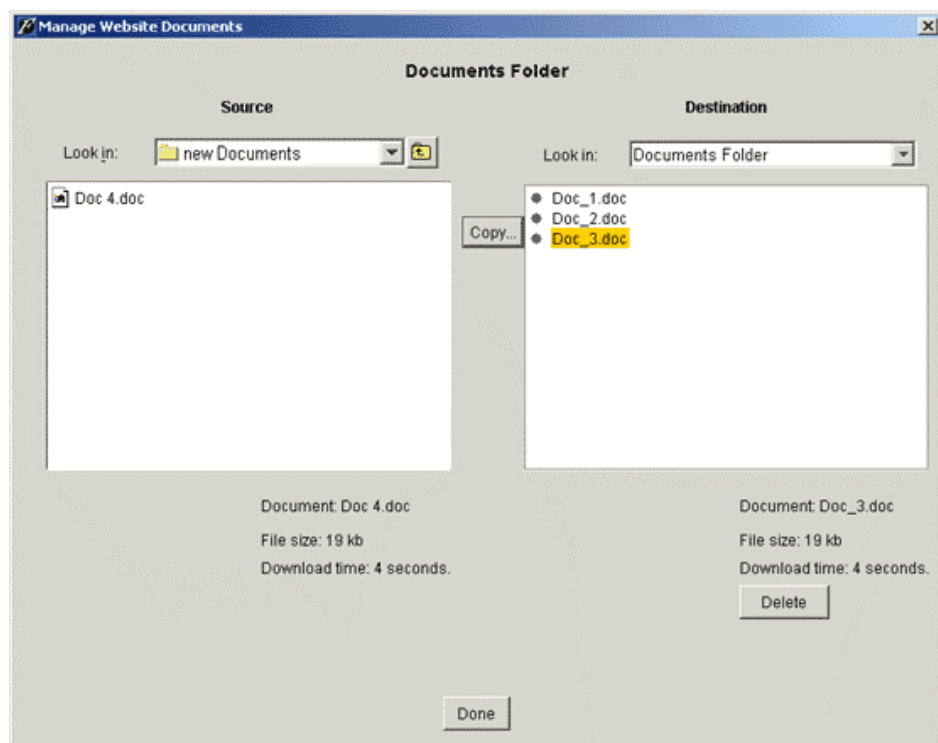 Manage Website Documents
Documents Folder
Source
Destination
Look in:
new Documents
Look in:
Documents Folder
Doc 4.doc
Doc_1.doc
Doc_2.doc
Doc_3.doc
Copy...
Document: Doc 4.doc
File size: 19 kb
Download time: 4 seconds.
Document: Doc_3.doc
File size: 19 kb
Download time: 4 seconds.
Delete
Done